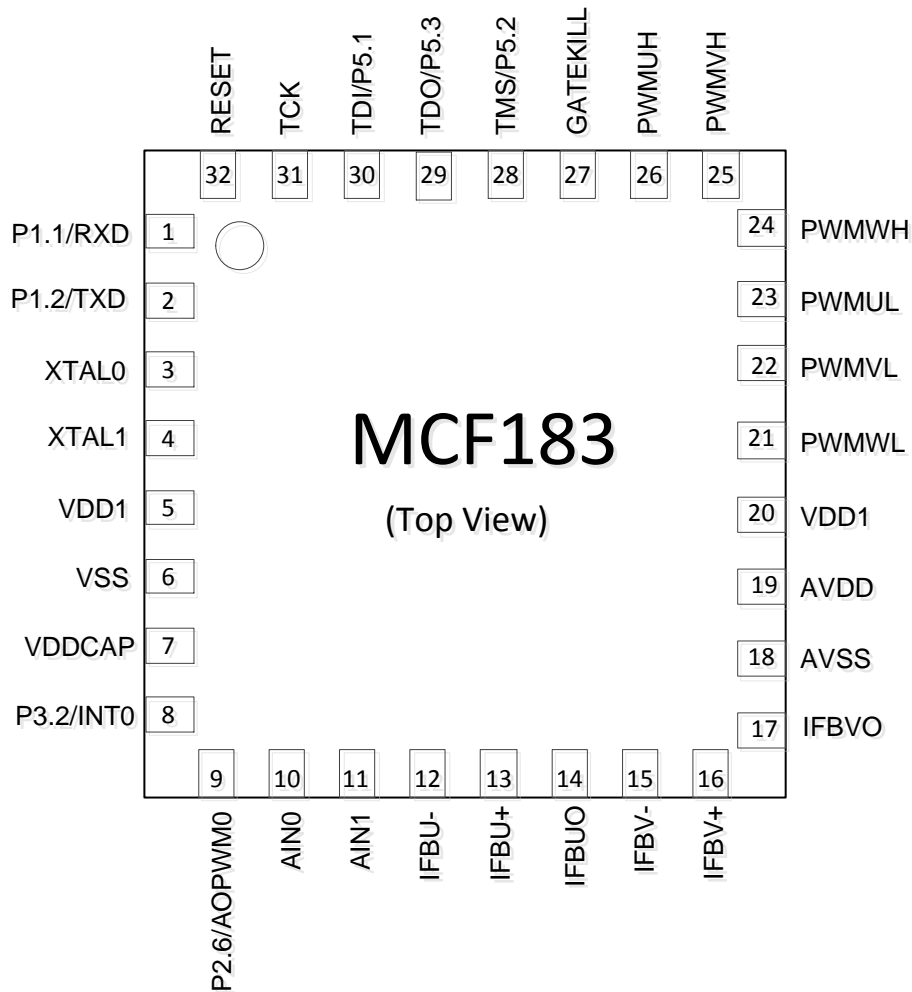 RESET
TCK
TDI/P5.1
TDO/P5.3
TMS/P5.2
GATEKILL
PWMUH
PWMVH
32
31
30
29
28
27
26
25
P1.1/RXD
1
P1.2/TXD
2
XTAL0
3
XTAL1
4
VDD1
5
VSS
6
VDDCAP
7
P3.2/INT0
8
MCF183
(Top View)
24
PWMWH
23
PWMUL
22
PWMVL
21
PWMWL
20
VDD1
19
AVDD
18
AVSS
17
IFBVO
9
10
11
12
13
14
15
16
P2.6/AOPWM0
AIN0
AIN1
IFBU-
IFBU+
IFBUO
IFBV-
IFBV+